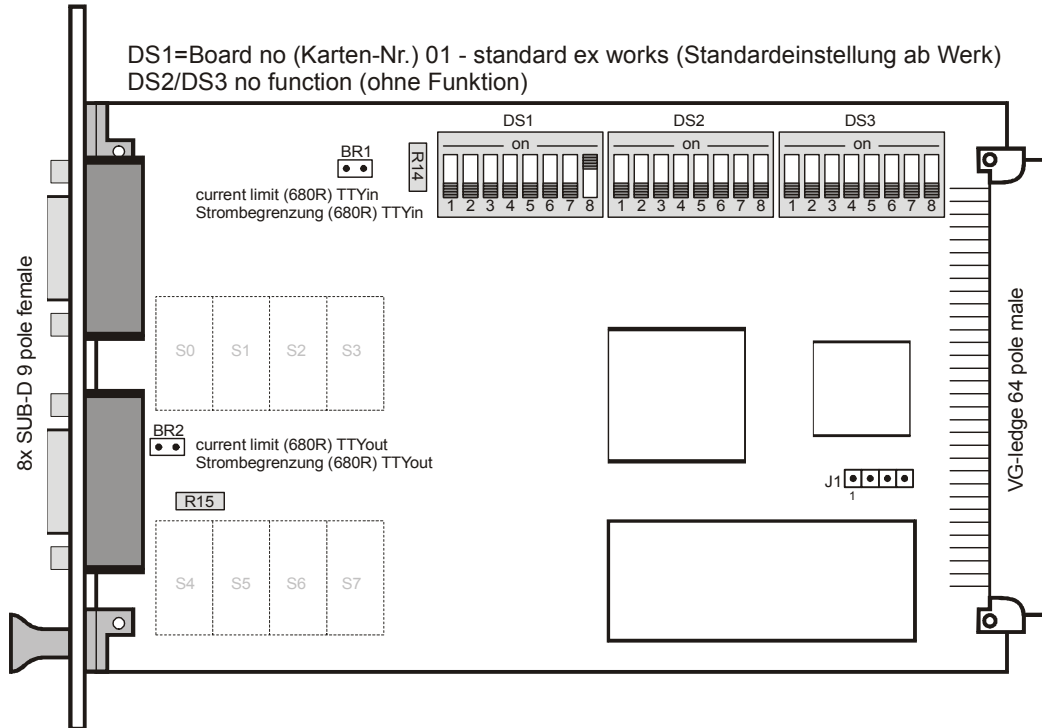 DS1=Board no (Karten-Nr.) 01 - standard ex works (Standardeinstellung ab Werk)
DS2/DS3 no function (ohne Funktion)
DS1 DS2 DS3
on on on
BR1
R14
current limit (680R) TTYin
Strombegrenzung (680R) TTYin
1 2 3 4 5 6 7 8 1 2 3 4 5 6 7 8 1 2 3 4 5 6 7 8
8x SUB-D 9 pole female
S0 S1 S2 S3
BR2
current limit (680R) TTYout
Strombegrenzung (680R) TTYout
R15
S4 S5 S6 S7
J1
1
VG-ledge 64 pole male